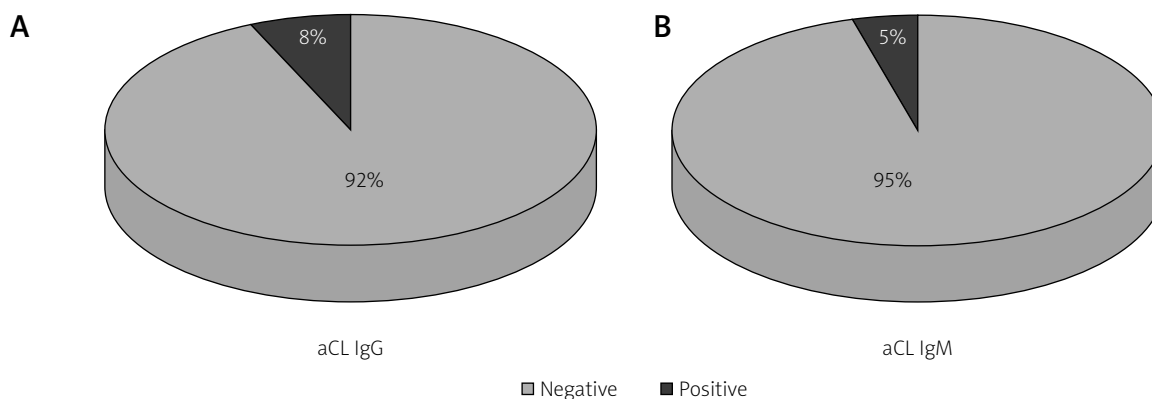 A
8%
92%
aCL IgG
B
5%
95%
aCL IgM
Negative
Positive